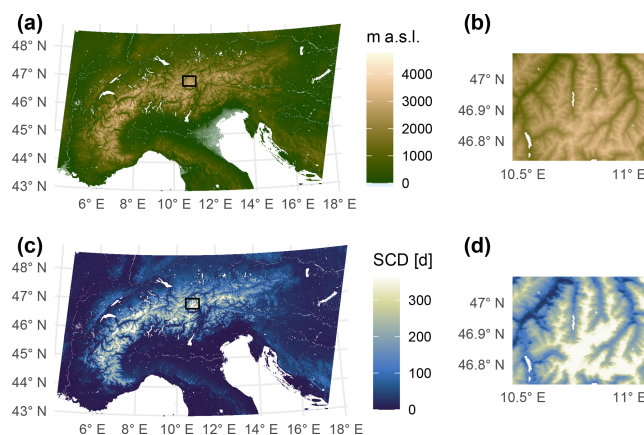 (a)
48° N
47° N
46° N
45° N
44° N
43° N
6° E 8° E 10° E 12° E 14° E 16° E 18° E
m a.s.l.
4000
3000
2000
1000
0
(b)
47° N
46.9° N
46.8° N
10.5° E 11° E
(c)
48° N
47° N
46° N
45° N
44° N
43° N
6° E 8° E 10° E 12° E 14° E 16° E 18° E
SCD [d]
300
200
100
0
(d)
47° N
46.9° N
46.8° N
10.5° E 11° E